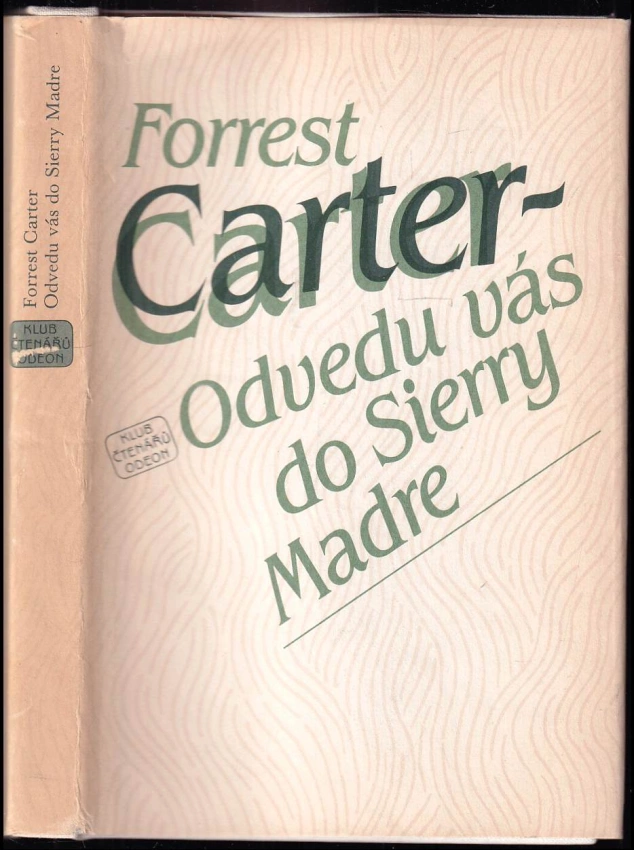 Forrest
Carter-
Odvedu vás
do Sierry
Madre
KLUB
ČTENÁŘŮ
ODEON
Forrest Carter
Odvedu vás do Sierry Madre
KLUB
ČTENÁŘŮ
ODEON